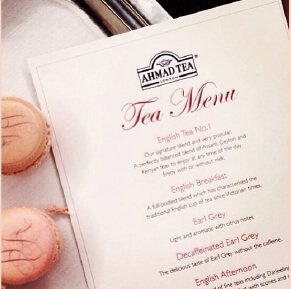 AHMAD TEA
LONDON
Tea Menu
English Tea No.1
Our signature blend and very popular.
A perfectly balanced blend of Assam, Ceylon and
Kenyan teas to enjoy at any time of the day.
Enjoy with or without milk.
English Breakfast
A full-bodied blend which has characterised the
traditional English cup of tea since Victorian times.
Earl Grey
Light and aromatic with citrus notes.
Decaffeinated Earl Grey
The delicious taste of Earl Grey without the caffeine.
English Afternoon
of fine teas including Darjeeling
with scones and